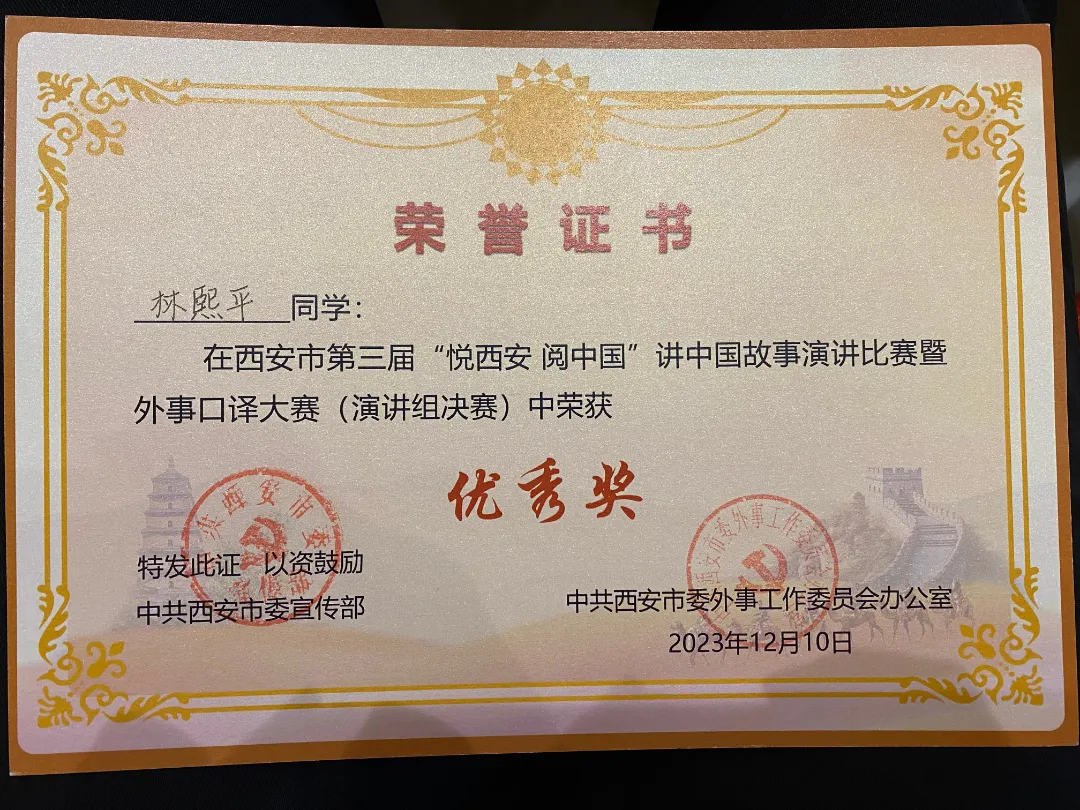 荣誉证书
林熙平 同学：
在西安市第三届“悦西安 阅中国”讲中国故事演讲比赛暨
外事口译大赛（演讲组决赛）中荣获
优秀奖
特发此证 以资鼓励
中共西安市委宣传部
中共西安市委外事工作委员会办公室
2023年12月10日